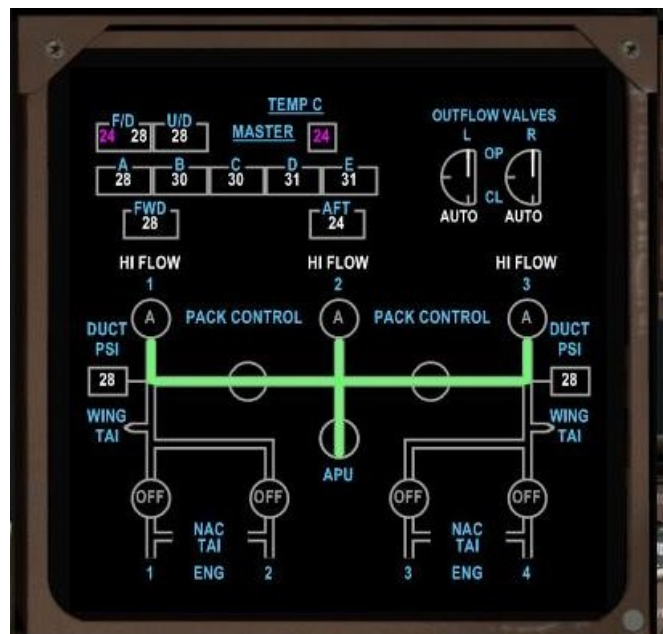 TEMP C
F/D U/D
24 28 28
MASTER 24
OUTFLOW VALVES
L R
OP
CL
AUTO AUTO
A B C D E
28 30 30 31 31
FWD AFT
28 24
HI FLOW HI FLOW HI FLOW
1 2 3
A PACK CONTROL A PACK CONTROL A
DUCT PSI
28
DUCT PSI
28
WING TAI
WING TAI
APU
OFF OFF OFF OFF
NAC TAI
NAC TAI
1 ENG 2 3 ENG 4